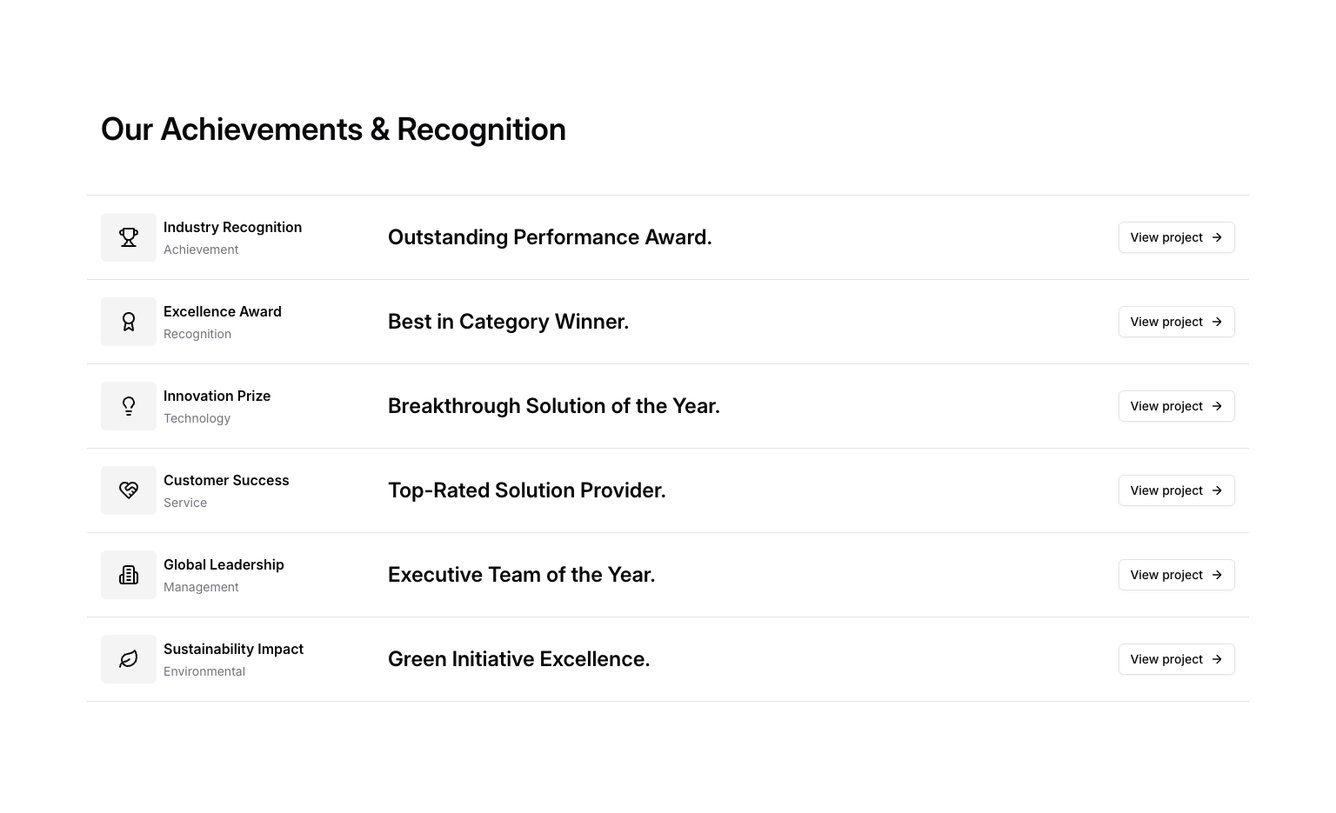 Our Achievements & Recognition
Industry Recognition
Achievement
Outstanding Performance Award.
View project
Excellence Award
Recognition
Best in Category Winner.
View project
Innovation Prize
Technology
Breakthrough Solution of the Year.
View project
Customer Success
Service
Top-Rated Solution Provider.
View project
Global Leadership
Management
Executive Team of the Year.
View project
Sustainability Impact
Environmental
Green Initiative Excellence.
View project